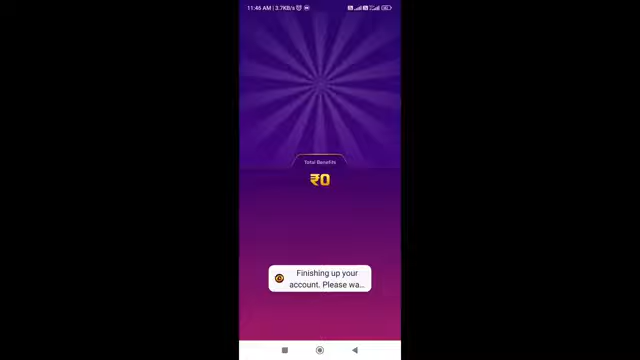 11:46 AM | 3.7KB/s
Total Benefits
₹0
Finishing up your
account. Please wa...